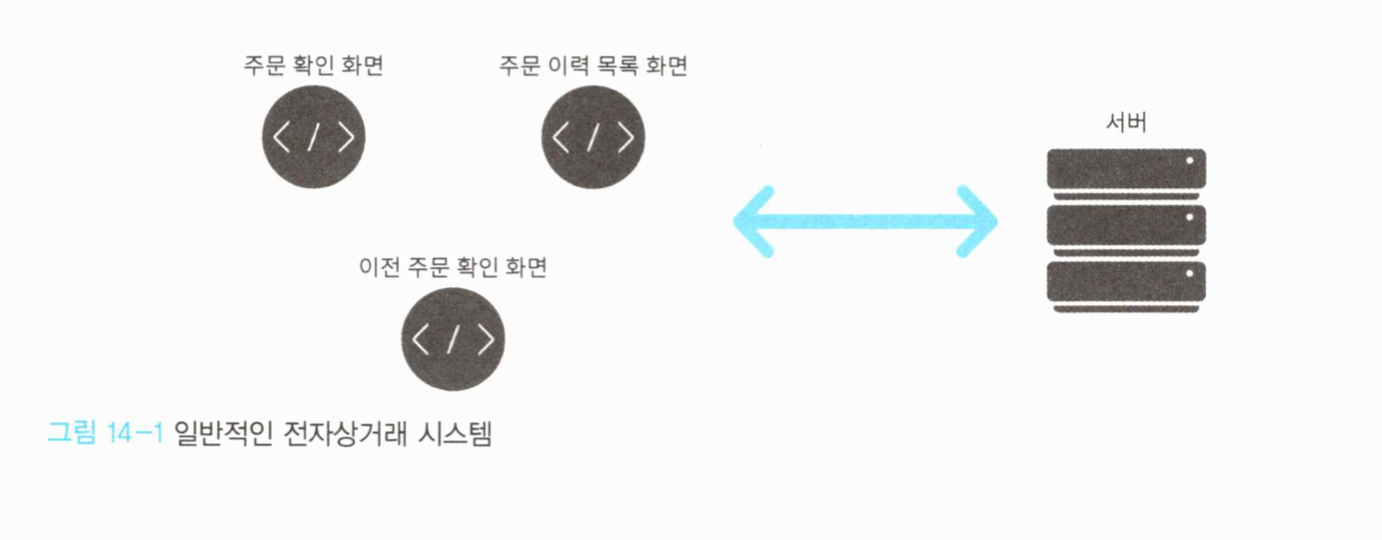 주문 확인 화면
주문 이력 목록 화면
서버
</>
</>
이전 주문 확인 화면
</>
그림 14-1 일반적인 전자상거래 시스템